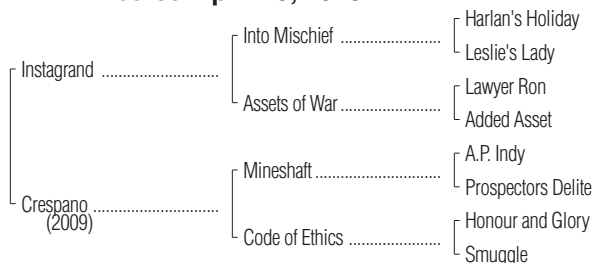 Harlan's Holiday
Into Mischief
Leslie's Lady
Instagrand
Lawyer Ron
Assets of War
Added Asset
A.P. Indy
Mineshaft
Prospectors Delite
Crespano
(2009)
Honour and Glory
Code of Ethics
Smuggle